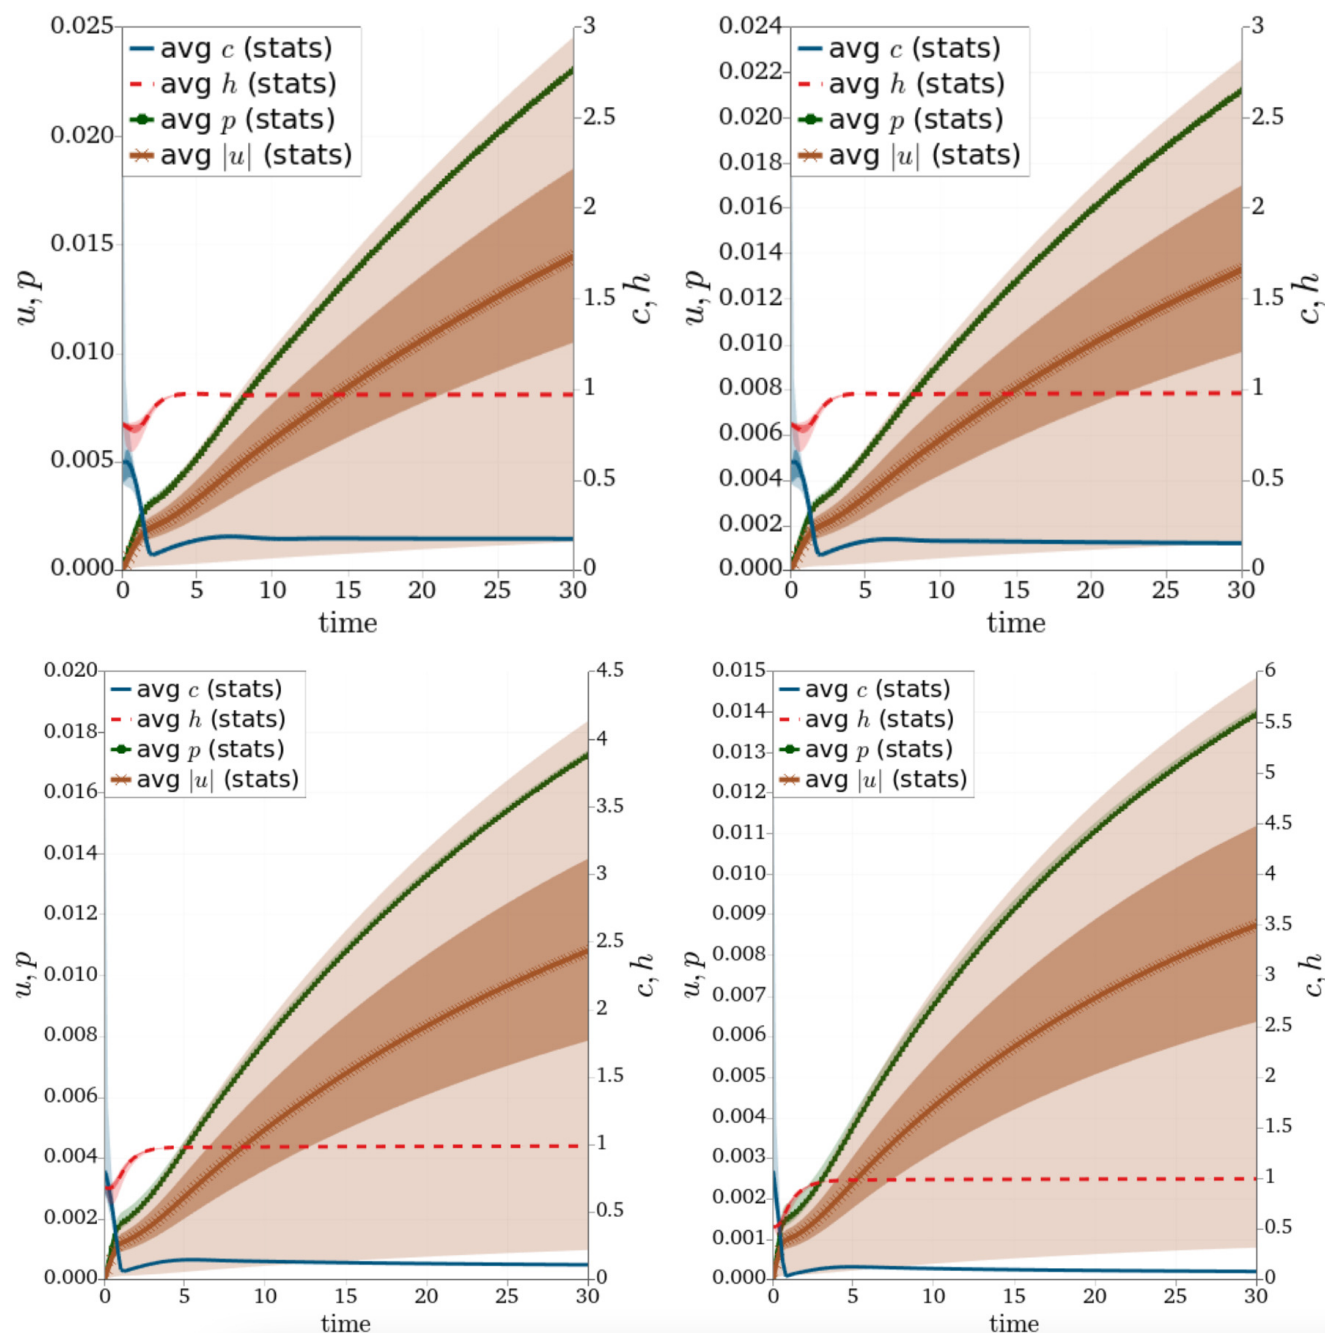 0.025
0.020
0.015
0.010
0.005
0.000
u, p
avg c (stats)
avg h (stats)
avg p (stats)
avg |u| (stats)
3
2.5
2
1.5
1
0.5
0
c, h
0 5 10 15 20 25 30
time
0.024
0.022
0.020
0.018
0.016
0.014
0.012
0.010
0.008
0.006
0.004
0.002
0.000
u, p
avg c (stats)
avg h (stats)
avg p (stats)
avg |u| (stats)
3
2.5
2
1.5
1
0.5
0
c, h
0 5 10 15 20 25 30
time
0.020
0.018
0.016
0.014
0.012
0.010
0.008
0.006
0.004
0.002
0.000
u, p
avg c (stats)
avg h (stats)
avg p (stats)
avg |u| (stats)
4.5
4
3.5
3
2.5
2
1.5
1
0.5
0
c, h
0 5 10 15 20 25 30
time
0.015
0.014
0.013
0.012
0.011
0.010
0.009
0.008
0.007
0.006
0.005
0.004
0.003
0.002
0.001
0.000
u, p
avg c (stats)
avg h (stats)
avg p (stats)
avg |u| (stats)
6
5.5
5
4.5
4
3.5
3
2.5
2
1.5
1
0.5
0
c, h
0 5 10 15 20 25 30
time